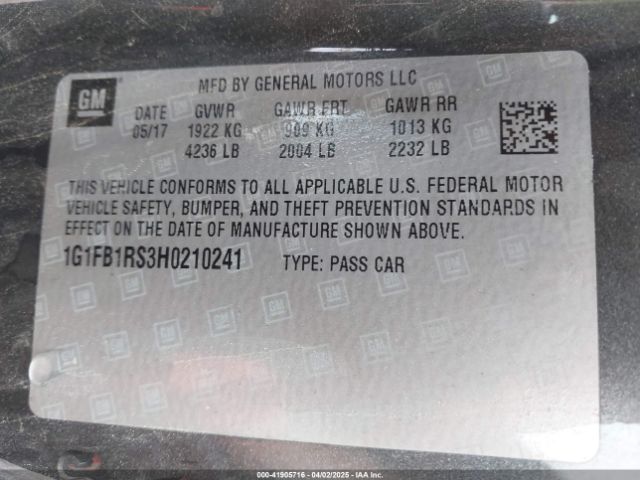 GM
MFD BY GENERAL MOTORS LLC
DATE GVWR GAWR FRT GAWR RR
05/17 1922 KG 909 KG 1013 KG
4236 LB 2004 LB 2232 LB
THIS VEHICLE CONFORMS TO ALL APPLICABLE U.S. FEDERAL MOTOR
VEHICLE SAFETY, BUMPER, AND THEFT PREVENTION STANDARDS IN
EFFECT ON THE DATE OF MANUFACTURE SHOWN ABOVE.
1G1FB1RS3H0210241 TYPE: PASS CAR
000-41905716 - 04/02/2025 - IAA, Inc.